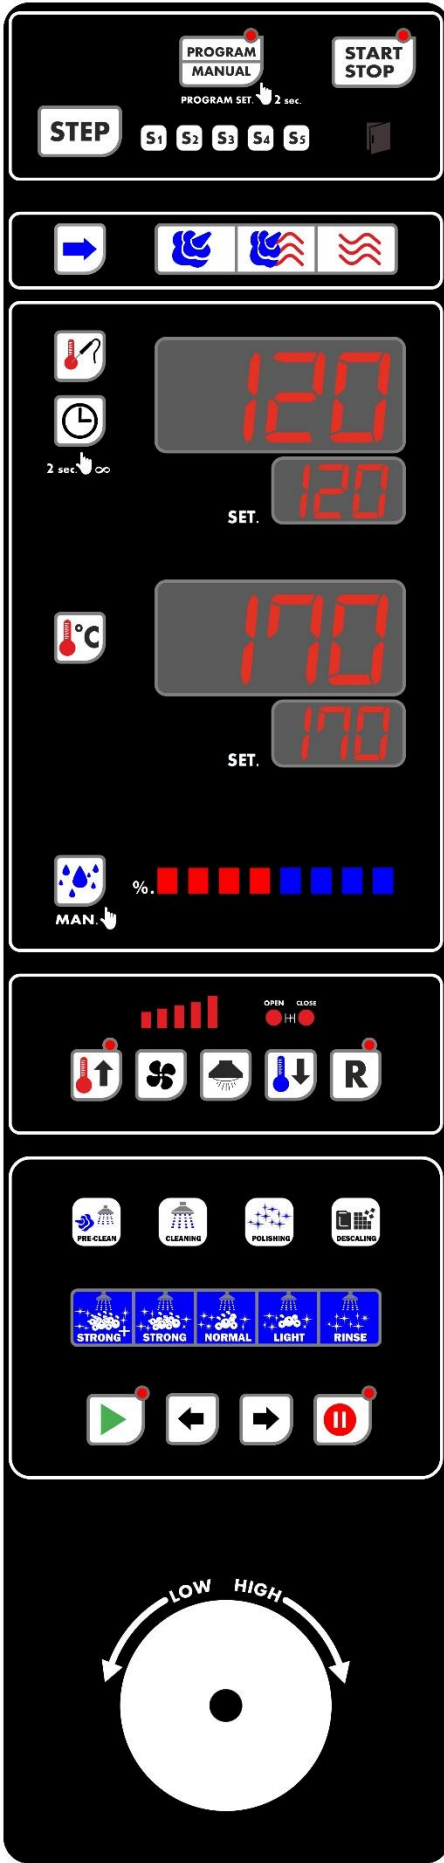 PROGRAM
MANUAL
START
STOP
PROGRAM SET. 2 sec.
STEP
S1 S2 S3 S4 S5
120
2 sec. ∞
120
SET.
170
°C
170
SET.
%.
MAN.
OPEN CLOSE
R
PRE-CLEAN CLEANING POLISHING DESCALING
STRONG+ STRONG NORMAL LIGHT RINSE
LOW HIGH